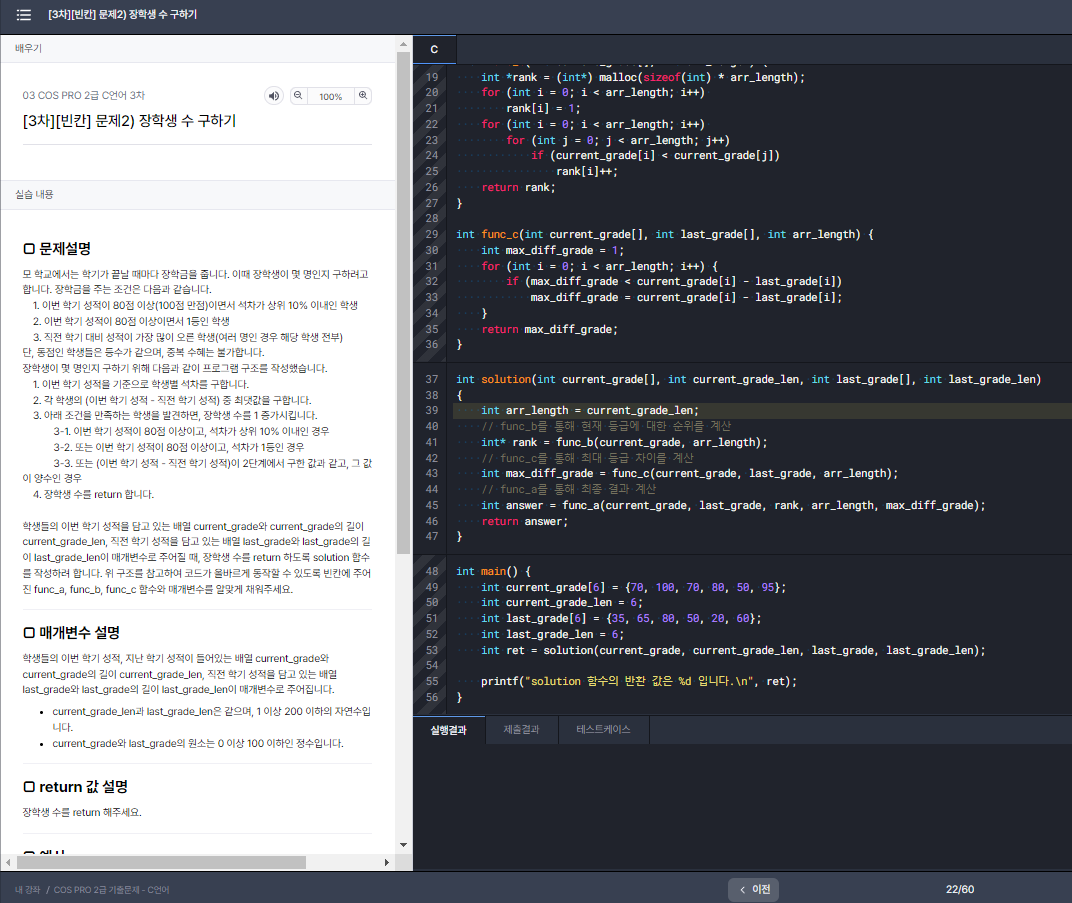 [3차][빈칸] 문제2) 장학생 수 구하기
배우기
03 COS PRO 2급 C언어 3차
100%
[3차][빈칸] 문제2) 장학생 수 구하기
실습 내용
문제설명
모 학교에서는 학기가 끝날 때마다 장학금을 줍니다. 이때 장학생이 몇 명인지 구하려고
합니다. 장학금을 주는 조건은 다음과 같습니다.
1. 이번 학기 성적이 80점 이상(100점 만점)이면서 석차가 상위 10% 이내인 학생
2. 이번 학기 성적이 80점 이상이면서 1등인 학생
3. 직전 학기 대비 성적이 가장 많이 오른 학생(여러 명인 경우 해당 학생 전부)
단, 동점인 학생들은 등수가 같으며, 중복 수혜는 불가합니다.
장학생이 몇 명인지 구하기 위해 다음과 같이 프로그램 구조를 작성했습니다.
1. 이번 학기 성적을 기준으로 학생별 석차를 구합니다.
2. 각 학생의 (이번 학기 성적 - 직전 학기 성적) 중 최댓값을 구합니다.
3. 아래 조건을 만족하는 학생을 발견하면, 장학생 수를 1 증가시킵니다.
3-1. 이번 학기 성적이 80점 이상이고, 석차가 상위 10% 이내인 경우
3-2. 또는 이번 학기 성적이 80점 이상이고, 석차가 1등인 경우
3-3. 또는 (이번 학기 성적 - 직전 학기 성적)이 2단계에서 구한 값과 같고, 그 값
이 양수인 경우
4. 장학생 수를 return 합니다.
학생들의 이번 학기 성적을 담고 있는 배열 current_grade와 current_grade의 길이
current_grade_len, 직전 학기 성적을 담고 있는 배열 last_grade와 last_grade의 길
이 last_grade_len이 매개변수로 주어질 때, 장학생 수를 return 하도록 solution 함수
를 작성하려 합니다. 위 구조를 참고하여 코드가 올바르게 동작할 수 있도록 빈칸에 주어
진 func_a, func_b, func_c 함수와 매개변수를 알맞게 채워주세요.
매개변수 설명
학생들의 이번 학기 성적, 지난 학기 성적이 들어있는 배열 current_grade와
current_grade의 길이 current_grade_len, 직전 학기 성적을 담고 있는 배열
last_grade와 last_grade의 길이 last_grade_len이 매개변수로 주어집니다.
• current_grade_len과 last_grade_len은 같으며, 1 이상 200 이하의 자연수입
니다.
• current_grade와 last_grade의 원소는 0 이상 100 이하인 정수입니다.
return 값 설명
장학생 수를 return 해주세요.
C
19 int *rank = (int*) malloc(sizeof(int) * arr_length);
20 for (int i = 0; i < arr_length; i++)
21 rank[i] = 1;
22 for (int i = 0; i < arr_length; i++)
23 for (int j = 0; j < arr_length; j++)
24 if (current_grade[i] < current_grade[j])
25 rank[i]++;
26 return rank;
27 }
28
29 int func_c(int current_grade[], int last_grade[], int arr_length) {
30 int max_diff_grade = 1;
31 for (int i = 0; i < arr_length; i++) {
32 if (max_diff_grade < current_grade[i] - last_grade[i])
33 max_diff_grade = current_grade[i] - last_grade[i];
34 }
35 return max_diff_grade;
36 }
37 int solution(int current_grade[], int current_grade_len, int last_grade[], int last_grade_len)
38 {
39 int arr_length = current_grade_len;
40 // func_b를 통해 현재 등급에 대한 순위를 계산
41 int* rank = func_b(current_grade, arr_length);
42 // func_c를 통해 최대 등급 차이를 계산
43 int max_diff_grade = func_c(current_grade, last_grade, arr_length);
44 // func_a를 통해 최종 결과 계산
45 int answer = func_a(current_grade, last_grade, rank, arr_length, max_diff_grade);
46 return answer;
47 }
48 int main() {
49 int current_grade[6] = {70, 100, 70, 80, 50, 95};
50 int current_grade_len = 6;
51 int last_grade[6] = {35, 65, 80, 50, 20, 60};
52 int last_grade_len = 6;
53 int ret = solution(current_grade, current_grade_len, last_grade, last_grade_len);
54
55 printf("solution 함수의 반환 값은 %d 입니다.\n", ret);
56 }
실행결과 제출결과 테스트케이스
내 강좌 / COS PRO 2급 기출문제 - C언어
이전
22/60